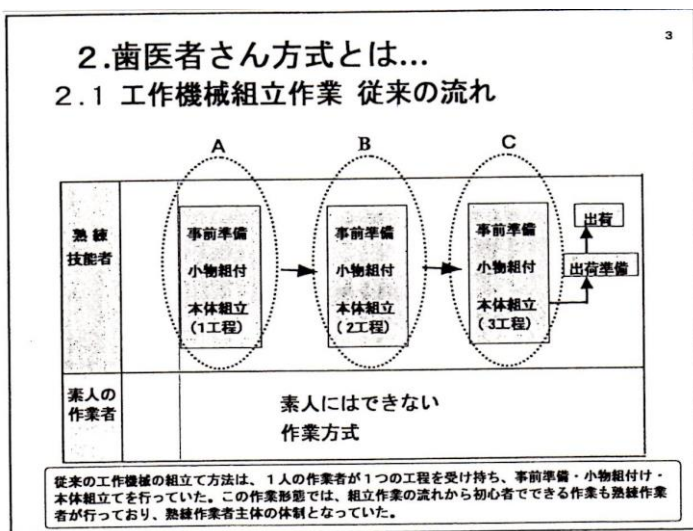 3
2.歯医者さん方式とは...
2.1 工作機械組立作業 従来の流れ
A
B
C
熟練
技能者
事前準備
小物組付
本体組立
(1工程)
事前準備
小物組付
本体組立
(2工程)
事前準備
小物組付
本体組立
(3工程)
出荷
出荷準備
素人の
作業者
素人にはできない
作業方式
従来の工作機械の組立て方法は、1人の作業者が1つの工程を受け持ち、事前準備・小物組付け・
本体組立てを行っていた。この作業形態では、組立作業の流れから初心者でできる作業も熟練作業
者が行っており、熟練作業者主体の体制となっていた。